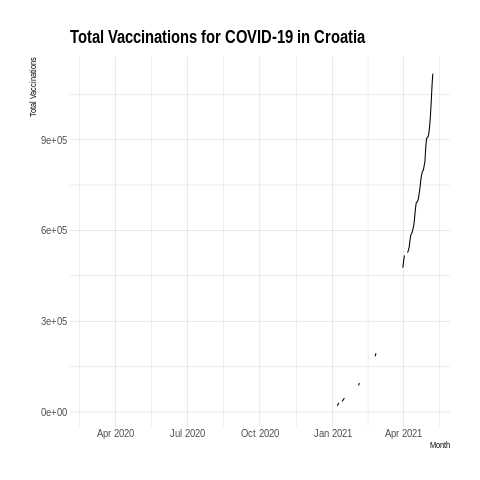 Total Vaccinations for COVID-19 in Croatia
Total Vaccinations
9e+05
6e+05
3e+05
0e+00
Apr 2020 Jul 2020 Oct 2020 Jan 2021 Apr 2021
Month